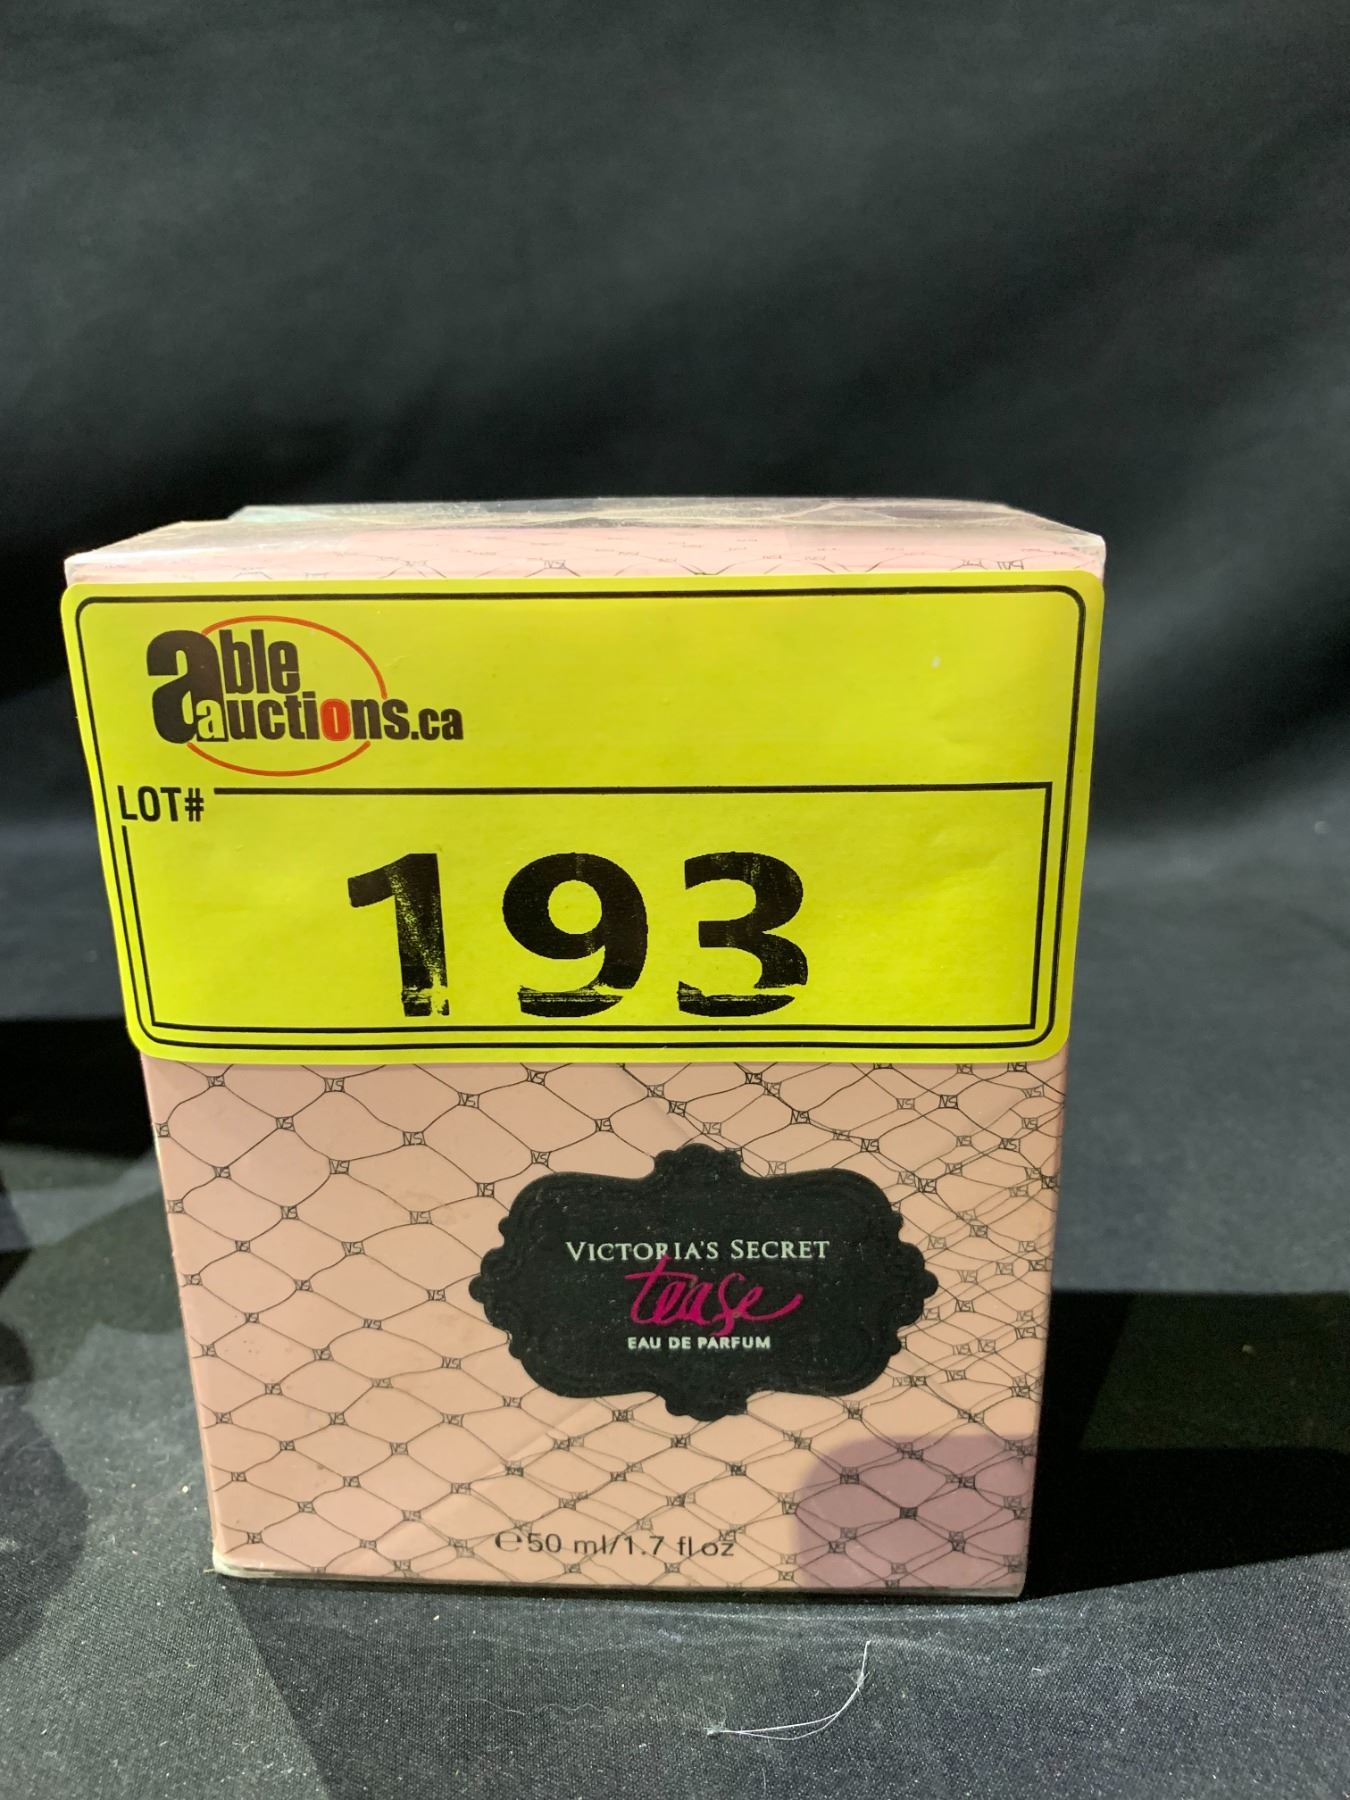 able
auctions.ca
LOT#
193
VICTORIA'S SECRET
tease
EAU DE PARFUM
℮50 ml/1.7 fl oz